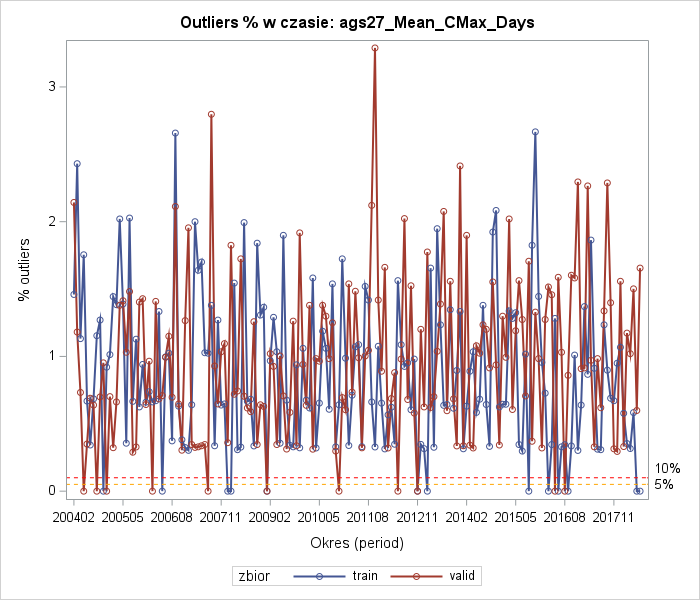 Outliers % w czasie: ags27_Mean_CMax_Days
% outliers
3
2
1
0
10%
5%
200402 200505 200608 200711 200902 201005 201108 201211 201402 201505 201608 201711
Okres (period)
zbior train valid